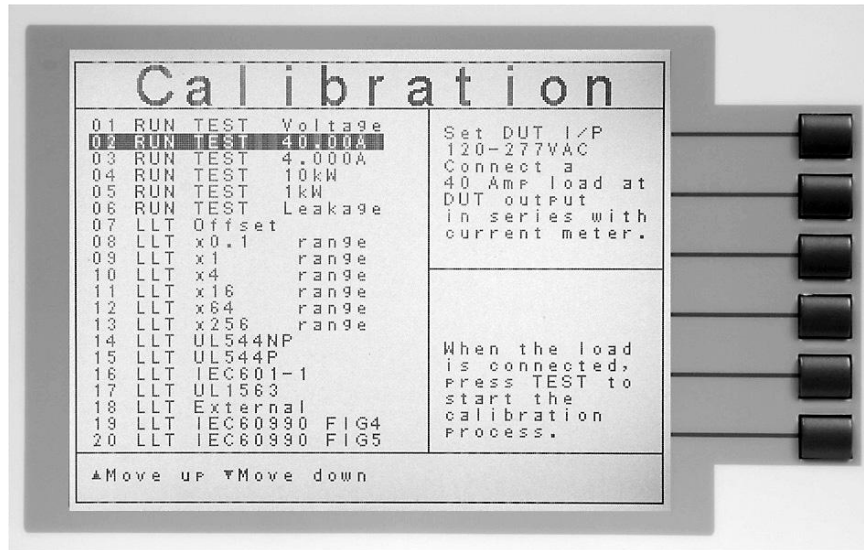 Calibration
01 RUN TEST Voltage
02 RUN TEST 40.00A
03 RUN TEST 4.000A
04 RUN TEST 10kW
05 RUN TEST 1kW
06 RUN TEST Leakage
07 LLT Offset
08 LLT x0.1 range
09 LLT x1 range
10 LLT x4 range
11 LLT x16 range
12 LLT x64 range
13 LLT x256 range
14 LLT UL544NP
15 LLT UL544P
16 LLT IEC601-1
17 LLT UL1563
18 LLT External
19 LLT IEC60990 FIG4
20 LLT IEC60990 FIG5
Set DUT I/P
120-277VAC
Connect a
40 Amp load at
DUT output
in series with
current meter.
When the load
is connected,
press TEST to
start the
calibration
process.
▲Move up ▼Move down